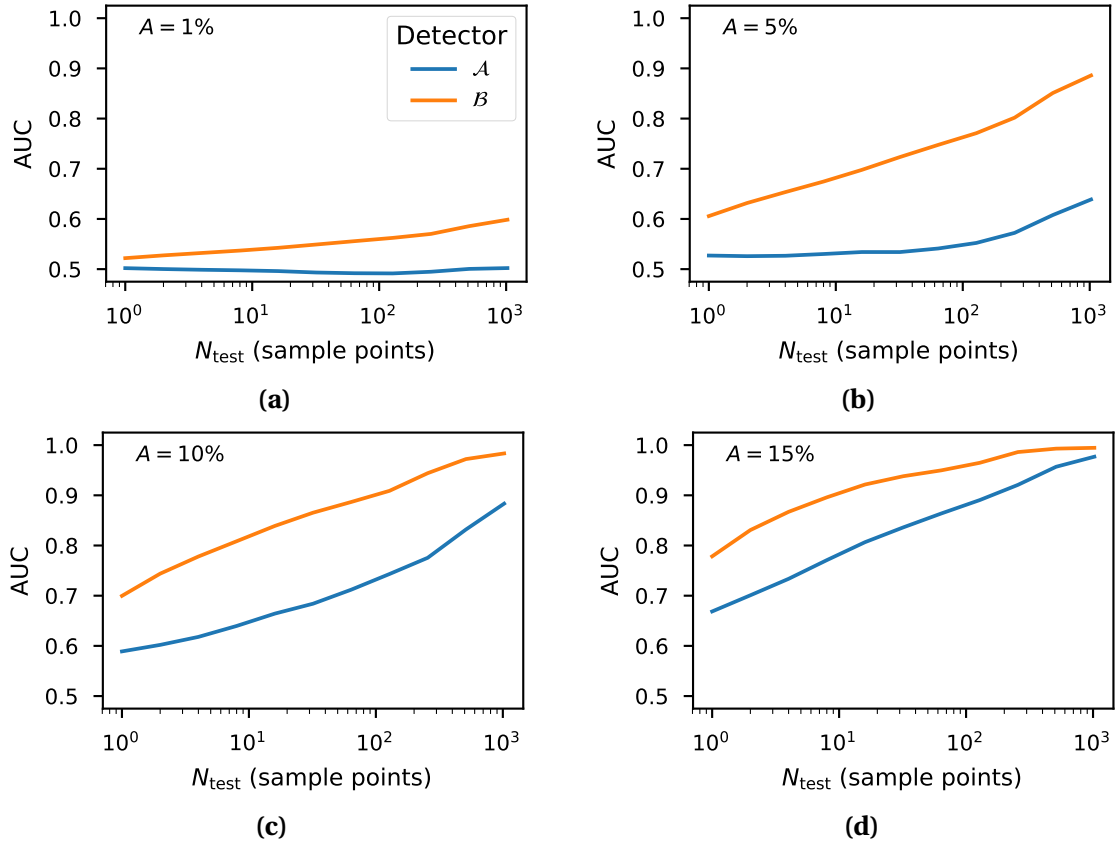 A = 1%
Detector
𝒜
ℬ
AUC
1.0
0.9
0.8
0.7
0.6
0.5
10⁰ 10¹ 10² 10³
N_test (sample points)
(a)
A = 5%
AUC
1.0
0.9
0.8
0.7
0.6
0.5
10⁰ 10¹ 10² 10³
N_test (sample points)
(b)
A = 10%
AUC
1.0
0.9
0.8
0.7
0.6
0.5
10⁰ 10¹ 10² 10³
N_test (sample points)
(c)
A = 15%
AUC
1.0
0.9
0.8
0.7
0.6
0.5
10⁰ 10¹ 10² 10³
N_test (sample points)
(d)